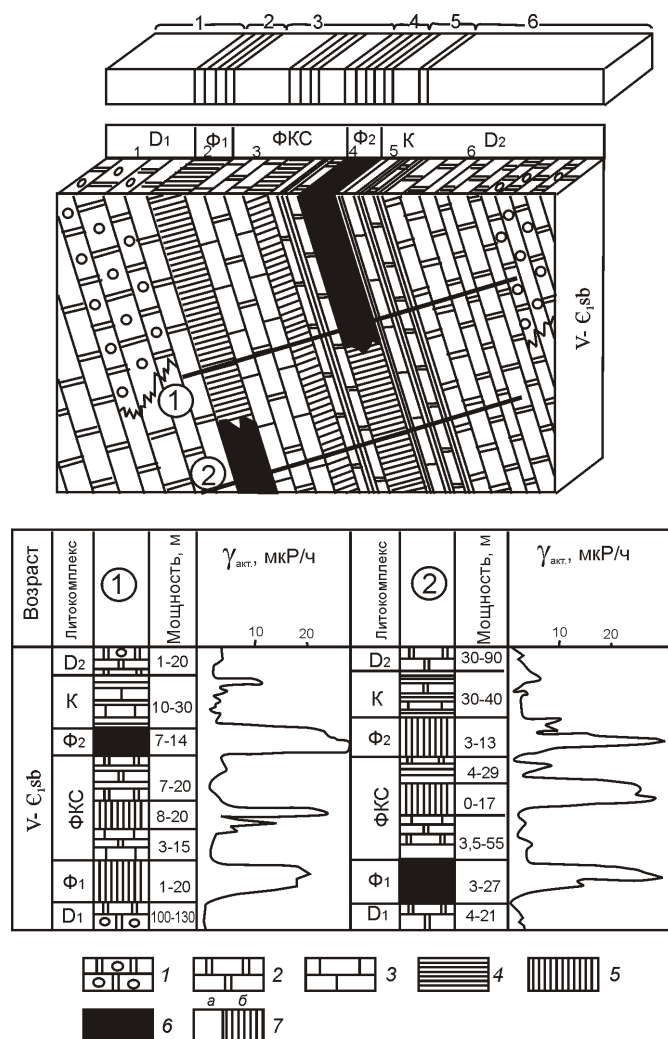 1 2 3 4 5 6
D1 Ф1 ФКС Ф2 К D2
1 2 3 4 5 6
V- Є1sb
1
2
Возраст Литокомплекс 1 Мощность, м γакт., мкР/ч Литокомплекс 2 Мощность, м γакт., мкР/ч
10 20 10 20
V- Є1sb
D2 1-20 D2 30-90
К 10-30 К 30-40
Ф2 7-14 Ф2 3-13
ФКС 7-20 ФКС 4-29
8-20 0-17
3-15 3,5-55
Ф1 1-20 Ф1 3-27
D1 100-130 D1 4-21
1 2 3 4 5
а б
6 7